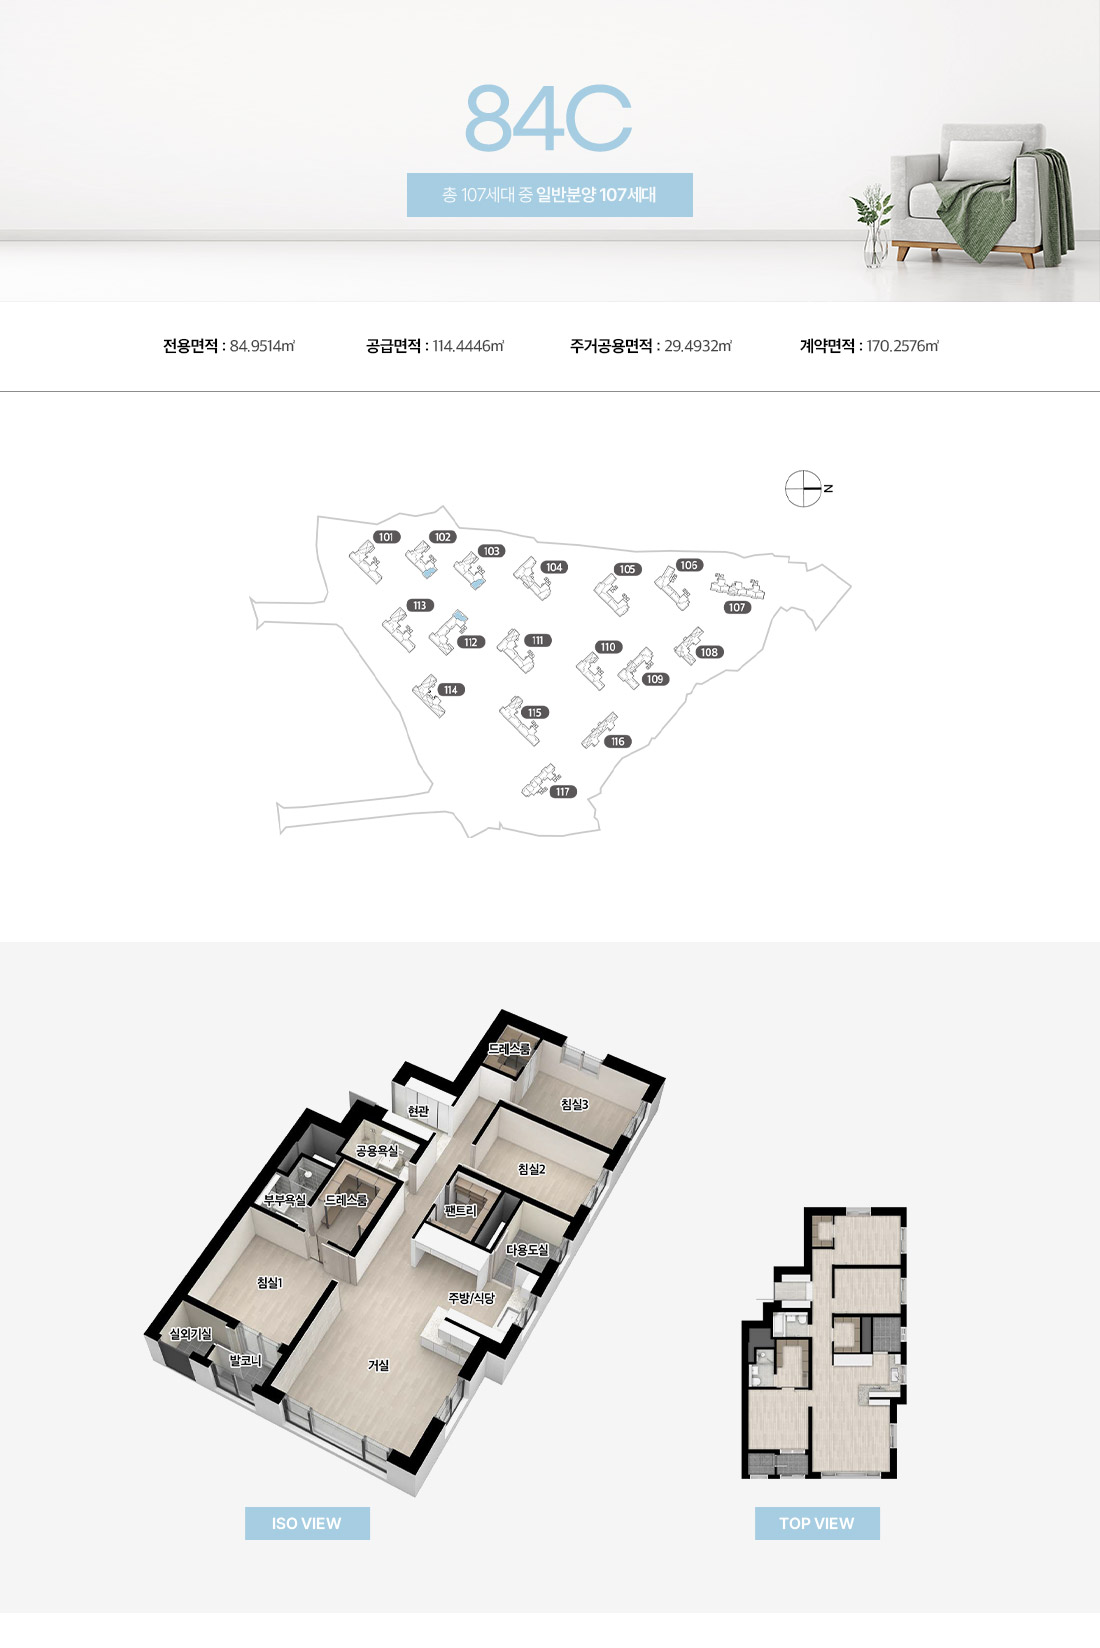 84C
총 107세대 중 일반분양 107세대
전용면적 : 84.9514㎡
공급면적 : 114.4446㎡
주거공용면적 : 29.4932㎡
계약면적 : 170.2576㎡
N
101
102
103
104
105
106
107
113
112
111
110
109
108
114
115
116
117
드레스룸
침실3
현관
공용욕실
침실2
부부욕실
드레스룸
팬트리
다용도실
침실1
주방/식당
실외기실
발코니
거실
ISO VIEW
TOP VIEW